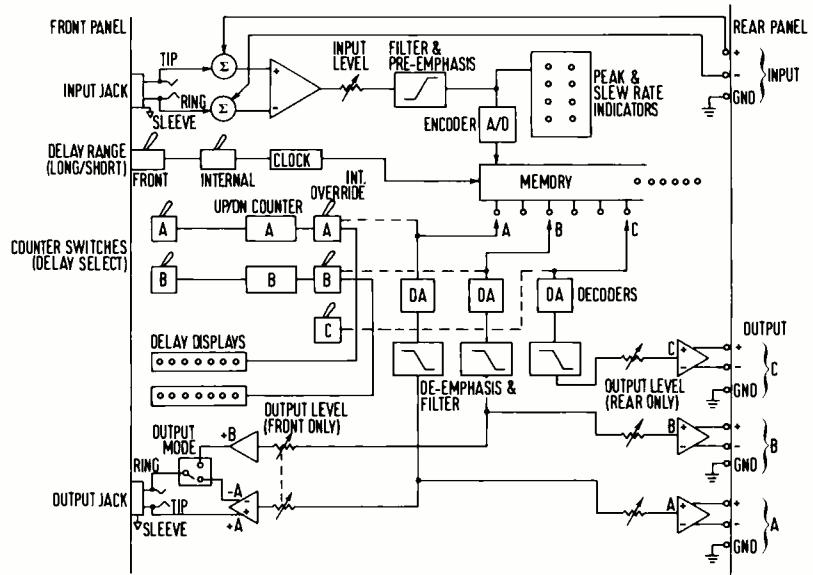 FRONT PANEL
REAR PANEL
TIP
Σ
INPUT
LEVEL
FILTER &
PRE-EMPHASIS
+
-
INPUT
GND
INPUT JACK
RING
Σ
SLEEVE
+
-
PEAK &
SLEW RATE
INDICATORS
ENCODER
A/D
DELAY RANGE
(LONG/SHORT)
FRONT
INTERNAL
CLOCK
MEMORY
INT.
OVERRIDE
UP/DN COUNTER
A
A
A
A
B
C
COUNTER SWITCHES
(DELAY SELECT)
B
B
B
C
DA
DA
DA
DECODERS
DELAY DISPLAYS
DE-EMPHASIS &
FILTER
OUTPUT LEVEL
(REAR ONLY)
OUTPUT
C
+
-
+
-
C
GND
OUTPUT LEVEL
(FRONT ONLY)
OUTPUT
MODE
+B
B
+
-
+
-
B
GND
RING
OUTPUT JACK
TIP
SLEEVE
-A
+A
-
+
A
+
-
+
-
A
GND